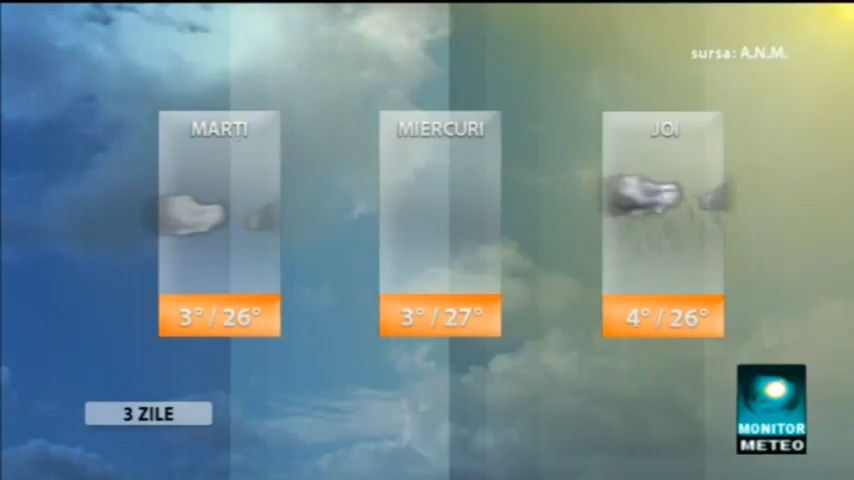 sursa: A.N.M.
MARȚI
MIERCURI
JOI
3° / 26°
3° / 27°
4° / 26°
3 ZILE
MONITOR
METEO